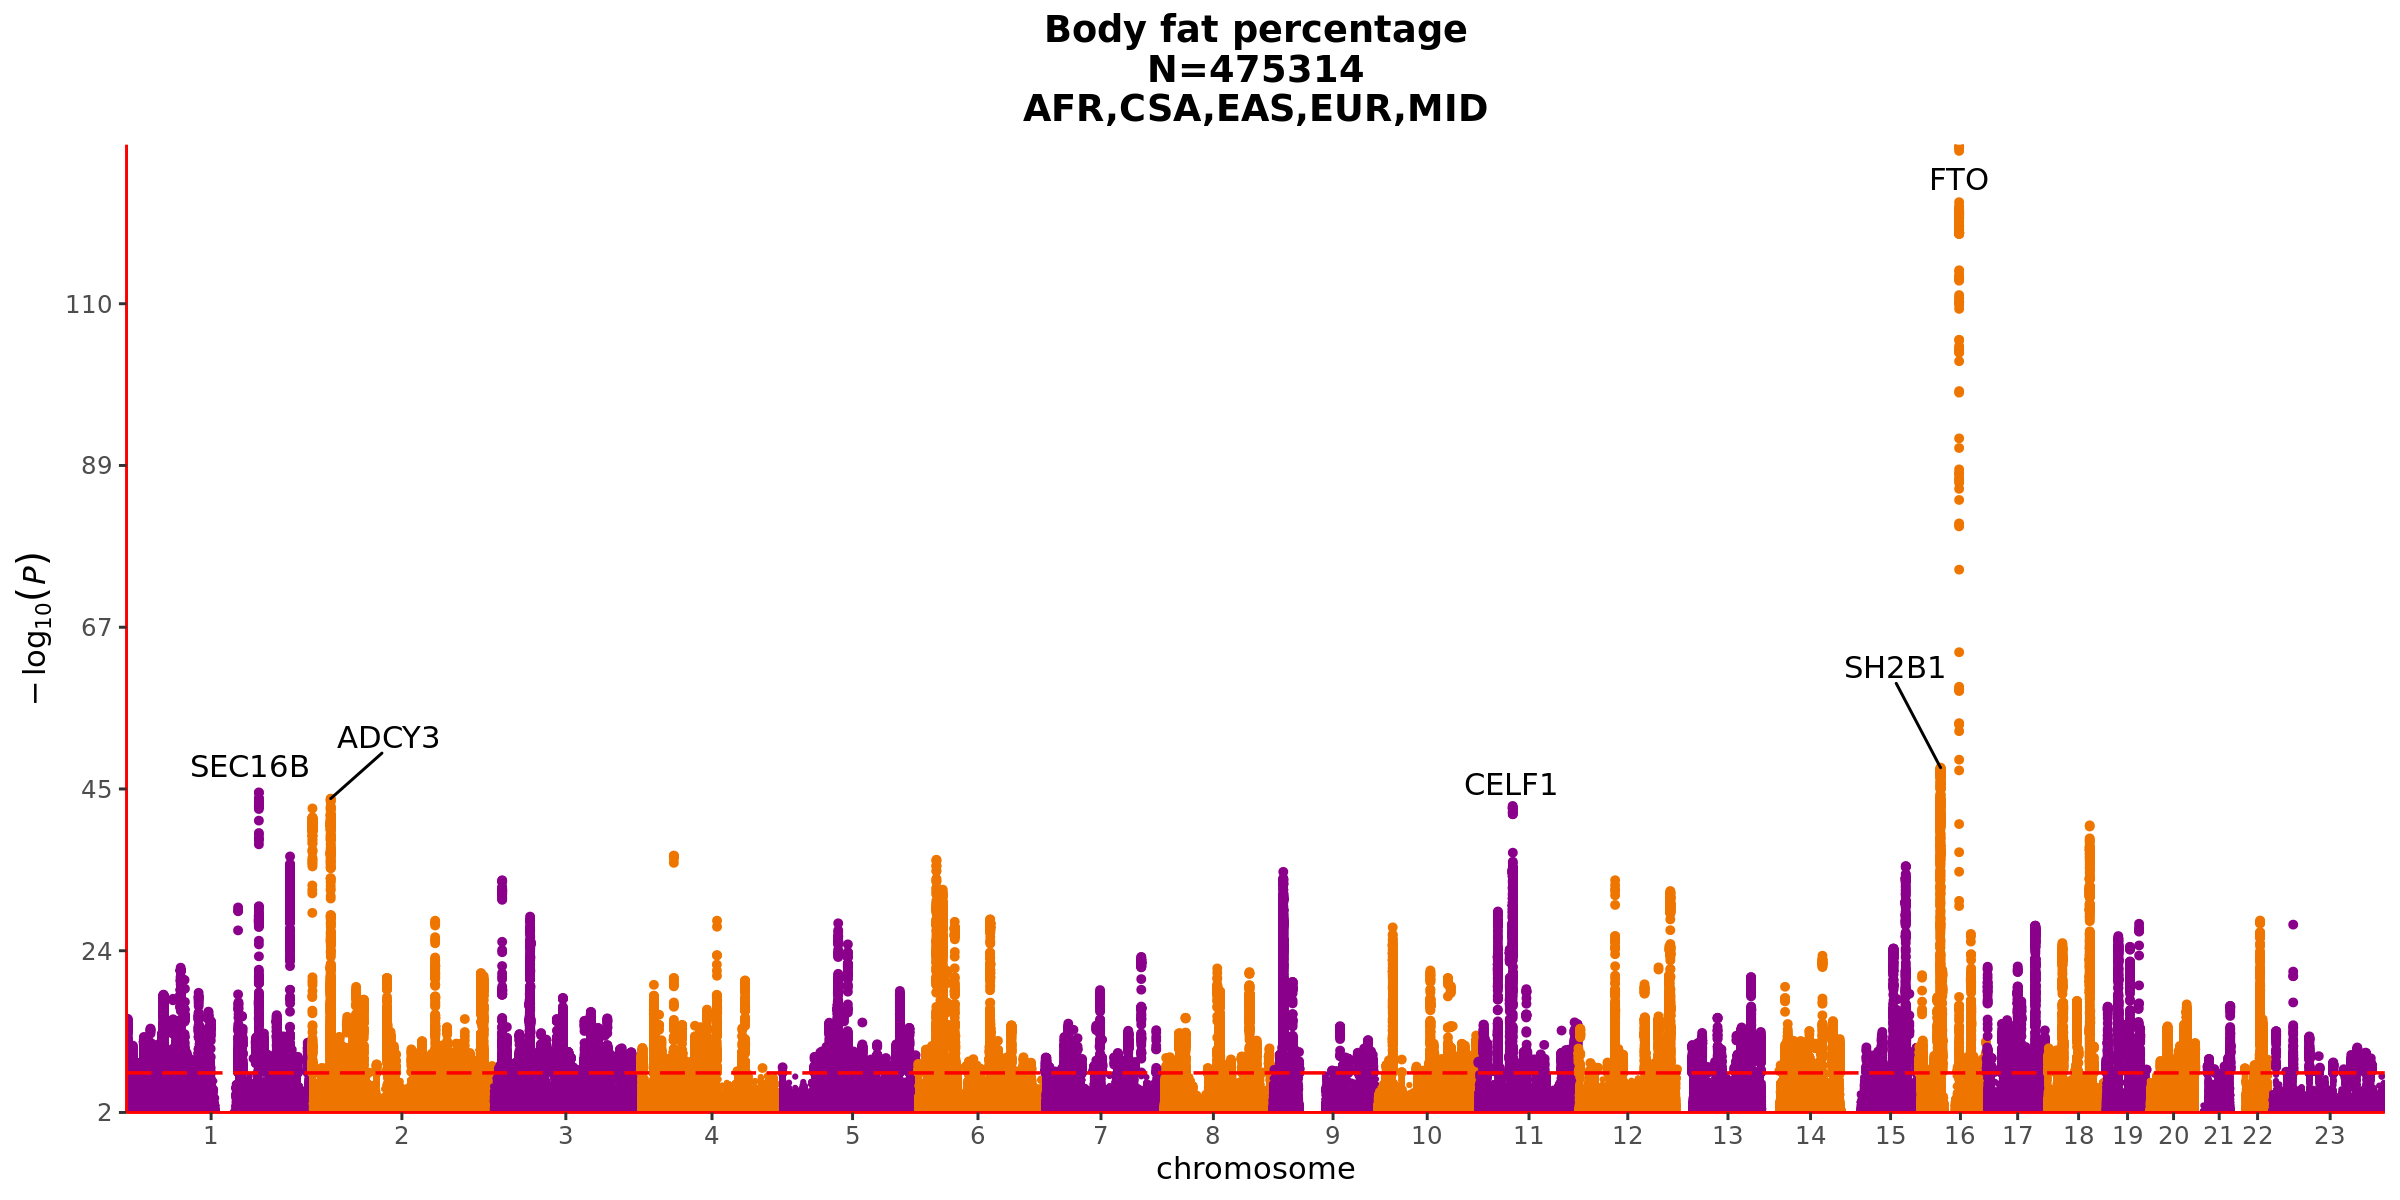 Body fat percentage
N=475314
AFR,CSA,EAS,EUR,MID
FTO
110
89
67
SH2B1
ADCY3
SEC16B
CELF1
45
24
2
−log10(P)
1 2 3 4 5 6 7 8 9 10 11 12 13 14 15 16 17 18 19 20 21 22 23
chromosome